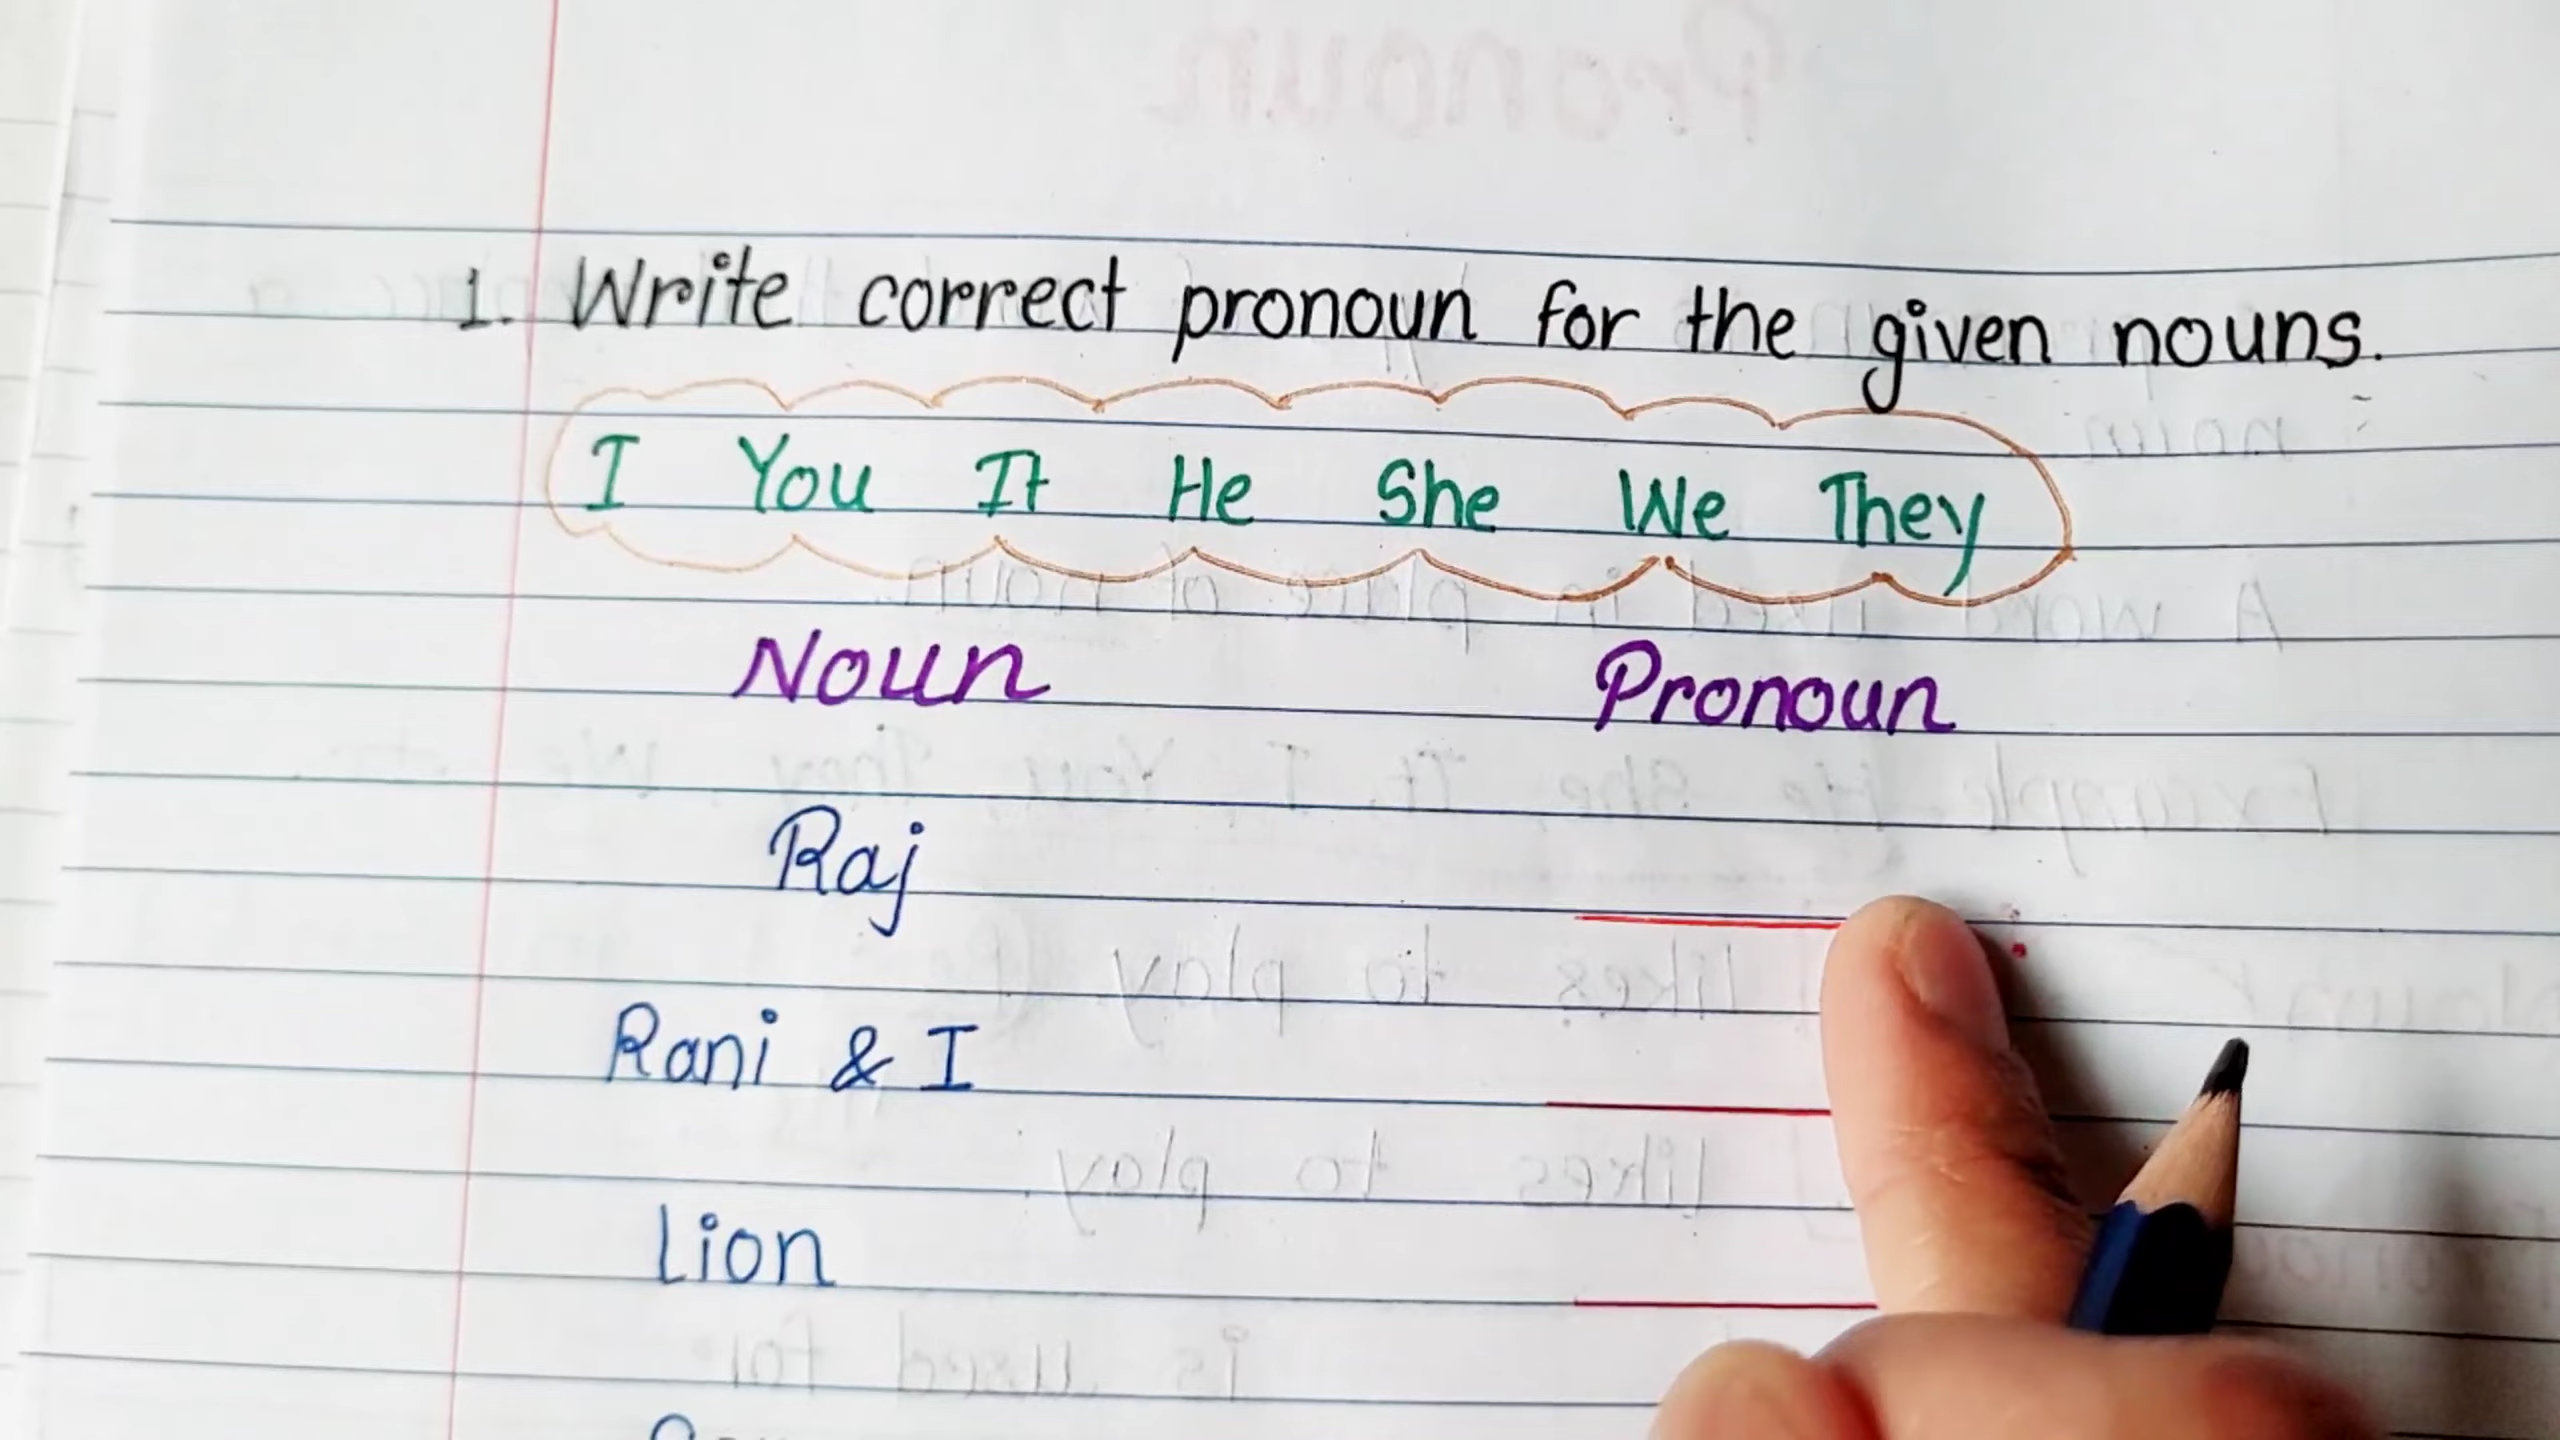 1. Write correct pronoun for the given nouns.
I You It He She We They
Noun Pronoun
Raj
Rani & I
Lion